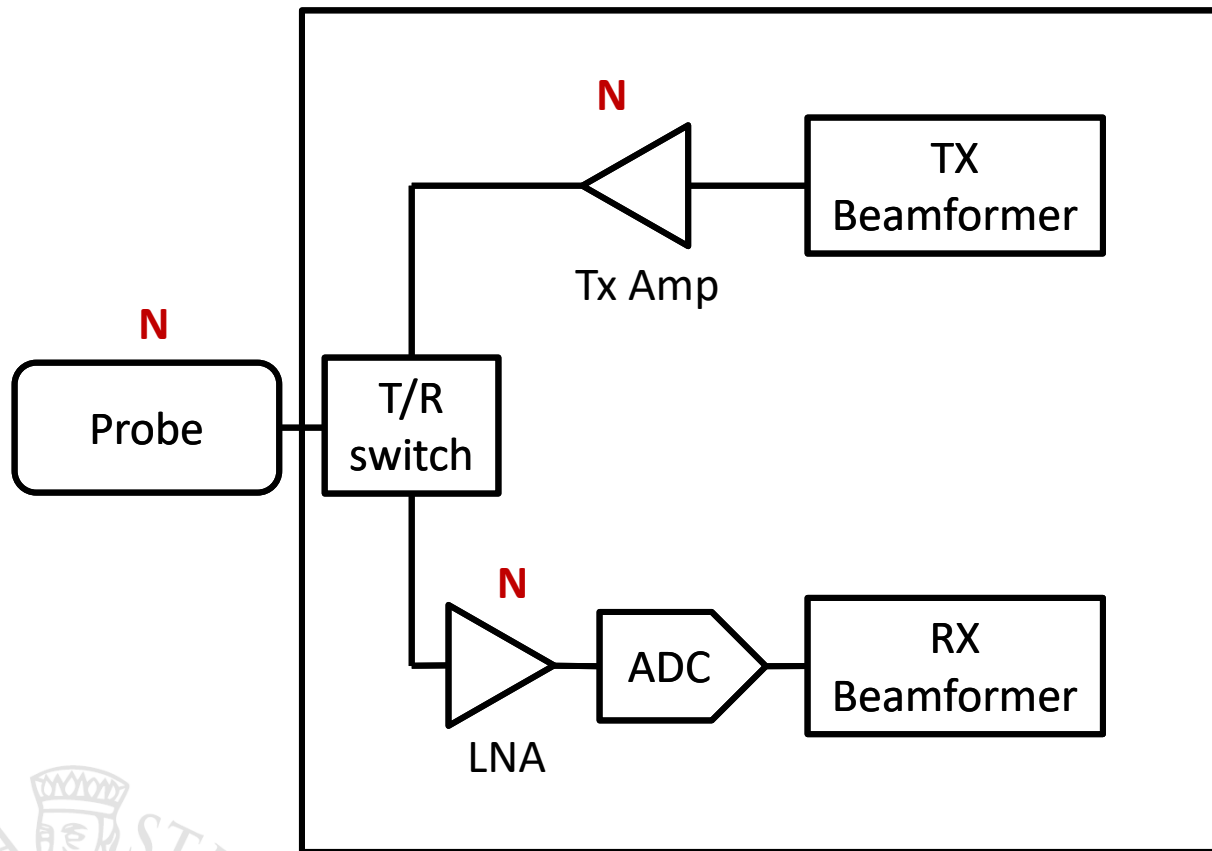 N
TX
Beamformer
Tx Amp
N
Probe
T/R
switch
N
ADC
RX
Beamformer
LNA